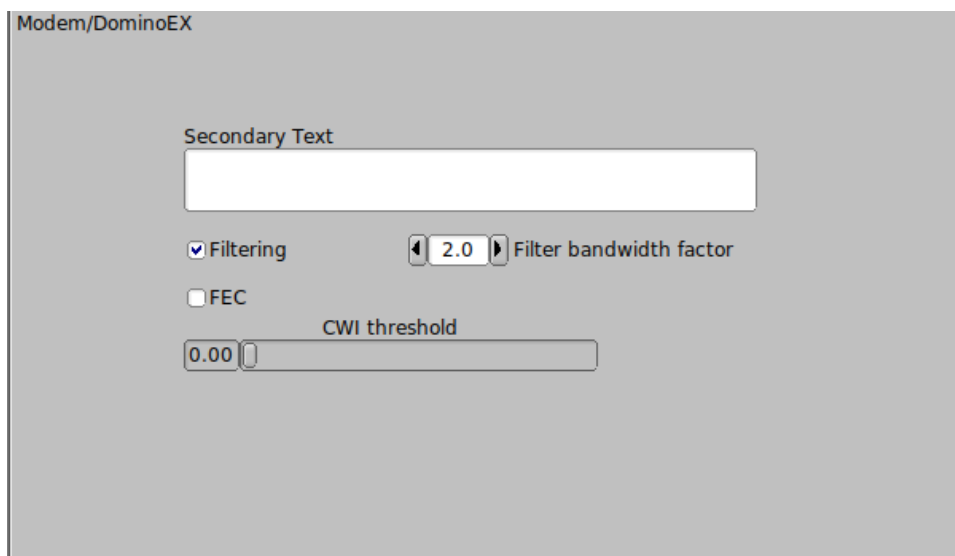 Modem/DominoEX
Secondary Text
Filtering 2.0 Filter bandwidth factor
FEC
CWI threshold
0.00